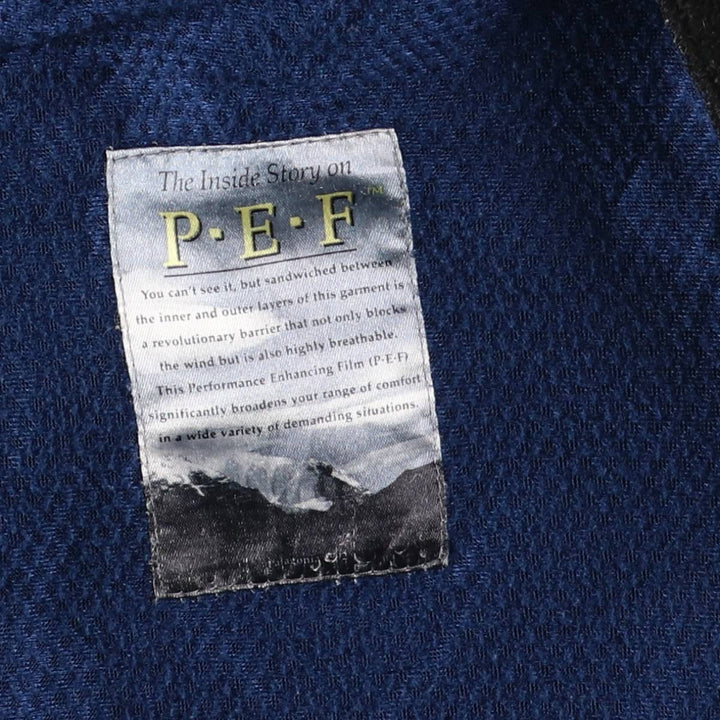 The Inside Story on
P·E·F™
You can't see it, but sandwiched between
the inner and outer layers of this garment is
a revolutionary barrier that not only blocks
the wind but is also highly breathable.
This Performance Enhancing Film (P·E·F)
significantly broadens your range of comfort
in a wide variety of demanding situations.
Patagonia